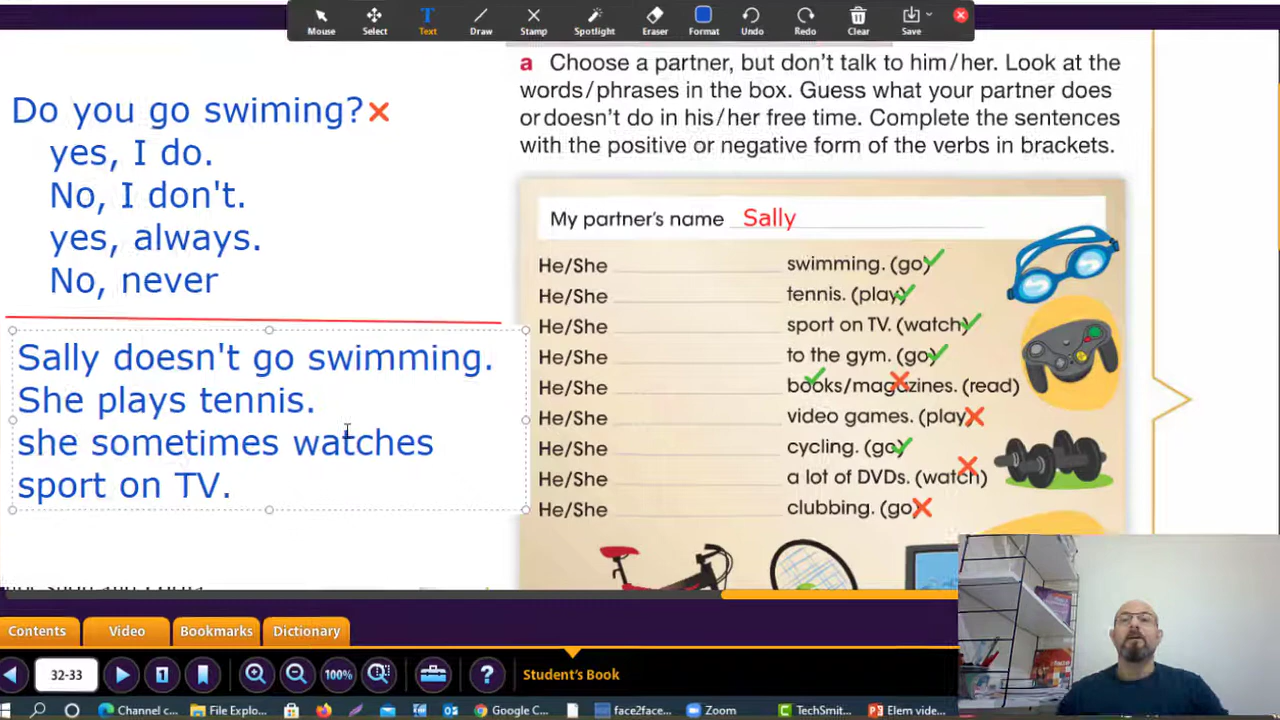 Mouse Select Text Draw Stamp Spotlight Eraser Format Undo Redo Clear Save
Do you go swiming?
yes, I do.
No, I don't.
yes, always.
No, never
Sally doesn't go swimming.
She plays tennis.
she sometimes watches
sport on TV.
a Choose a partner, but don't talk to him/her. Look at the
words/phrases in the box. Guess what your partner does
or doesn't do in his/her free time. Complete the sentences
with the positive or negative form of the verbs in brackets.
My partner's name Sally
He/She swimming. (go)
He/She tennis. (play)
He/She sport on TV. (watch)
He/She to the gym. (go)
He/She books/magazines. (read)
He/She video games. (play)
He/She cycling. (go)
He/She a lot of DVDs. (watch)
He/She clubbing. (go)
Contents Video Bookmarks Dictionary
32-33 1 100% ? Student's Book
Channel c... File Explo... Google C... face2face... Zoom TechSmit... Elem vide...